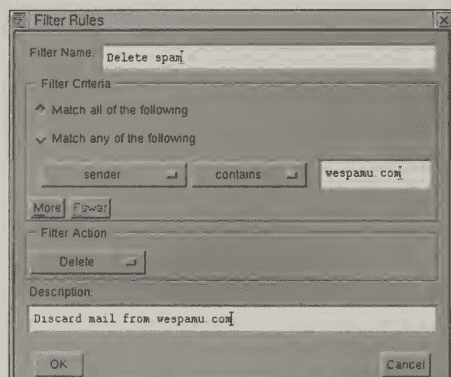 Filter Rules
Filter Name: Delete spam
Filter Criteria
Match all of the following
Match any of the following
sender contains wespamu.com
More Fewer
Filter Action
Delete
Description:
Discard mail from wespamu.com
OK Cancel